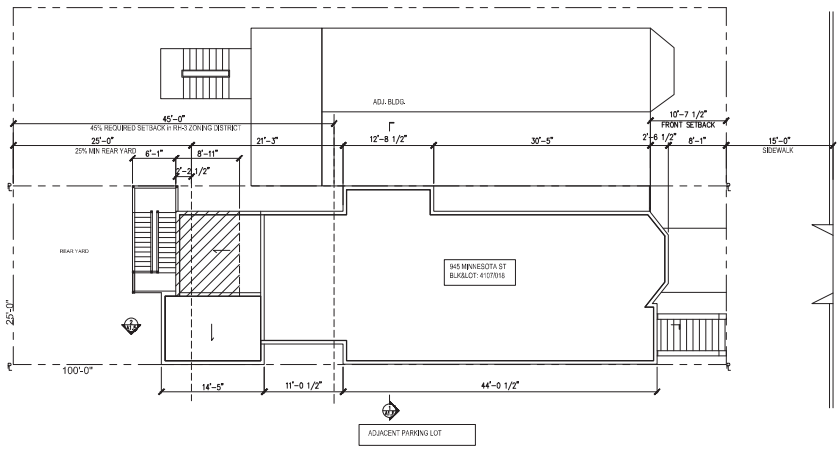 ADJ. BLDG.
45'-0"
45% REQUIRED SETBACK in RH-3 ZONING DISTRICT
10'-7 1/2"
FRONT SETBACK
25'-0"
21'-3"
12'-8 1/2"
30'-5"
2'-6 1/2"
8'-1"
15'-0"
SIDEWALK
25% MIN REAR YARD
6'-1"
8'-11"
2'-2 1/2"
REAR YARD
945 MINNESOTA ST
BLK&LOT: 4107/018
25'-0"
100'-0"
14'-5"
11'-0 1/2"
44'-0 1/2"
ADJACENT PARKING LOT